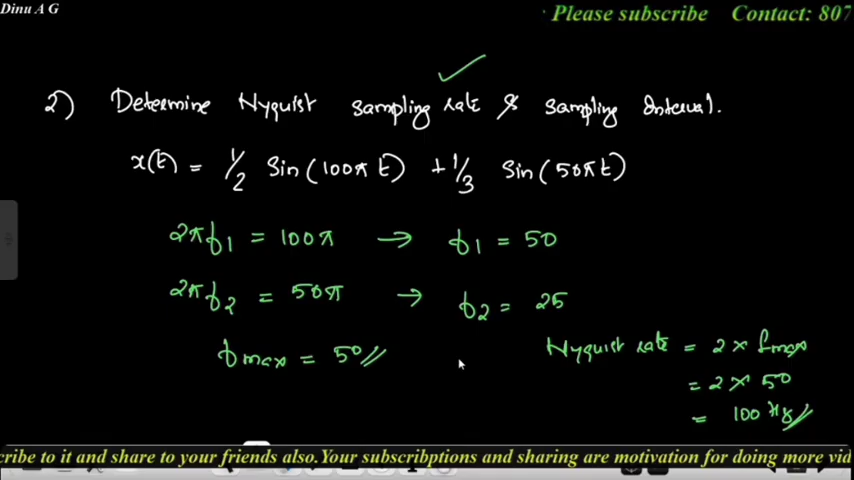 Dinu A G
Please subscribe Contact: 807
2) Determine Nyquist sampling rate & sampling interval.
x(t) = 1/2 sin(100π t) + 1/3 sin(50πt)
2πf1 = 100π → f1 = 50
2πf2 = 50π → f2 = 25
fmax = 50//
Nyquist rate = 2 × fmax
= 2 × 50
= 100 Hz//
cribe to it and share to your friends also.Your subscribptions and sharing are motivation for doing more vid